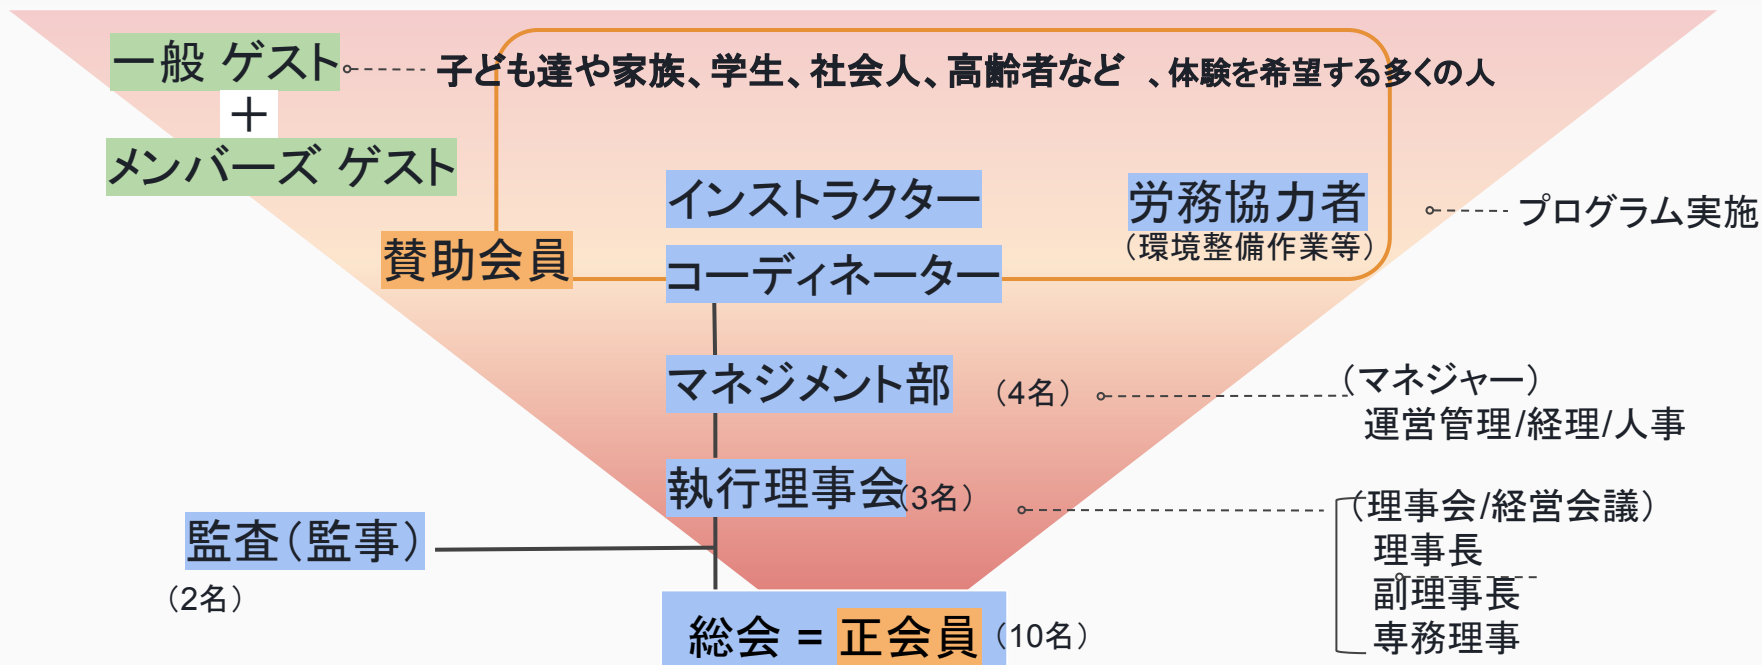 一般 ゲスト
子ども達や家族、学生、社会人、高齢者など 、体験を希望する多くの人
＋
メンバーズ ゲスト
インストラクター
労務協力者
プログラム実施
（環境整備作業等）
賛助会員
コーディネーター
マネジメント部 （4名）
（マネジャー）
運営管理/経理/人事
執行理事会（3名）
（理事会/経営会議）
理事長
副理事長
専務理事
監査（監事）
（2名）
総会 = 正会員 （10名）